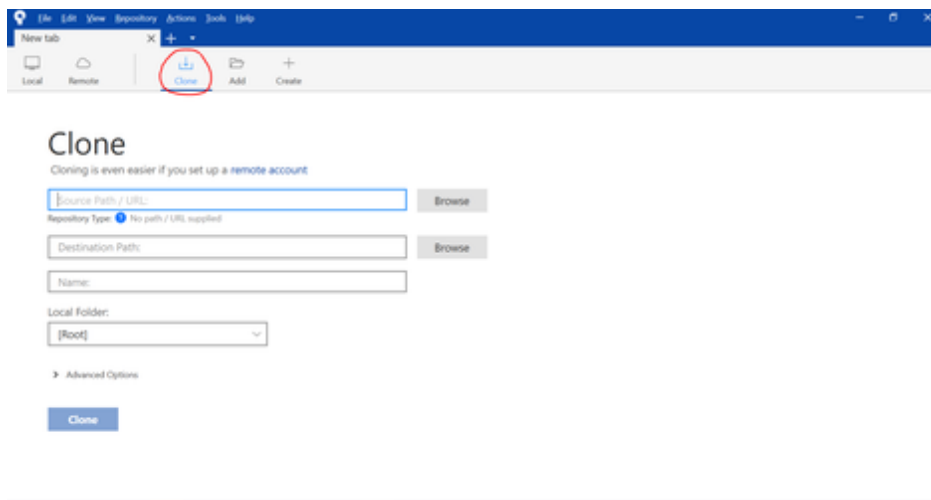 File Edit View Repository Actions Tools Help
New tab
Local Remote Clone Add Create
Clone
Cloning is even easier if you set up a remote account
Source Path / URL: Browse
Repository Type: ? No path / URL supplied
Destination Path: Browse
Name:
Local Folder:
[Root]
Advanced Options
Clone